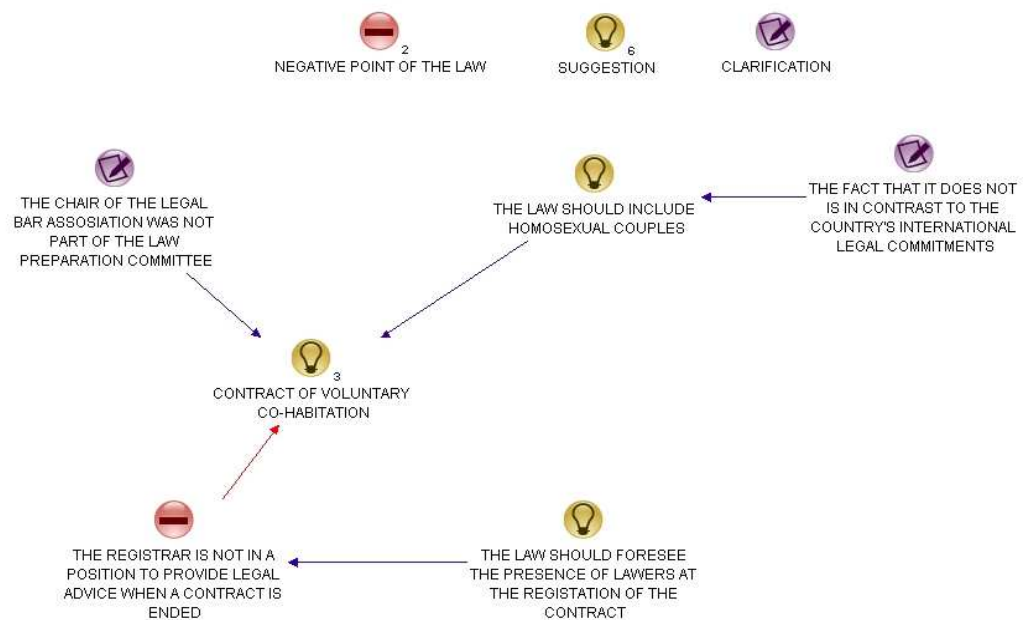 2
NEGATIVE POINT OF THE LAW
6
SUGGESTION
CLARIFICATION
THE CHAIR OF THE LEGAL
BAR ASSOSIATION WAS NOT
PART OF THE LAW
PREPARATION COMMITTEE
THE LAW SHOULD INCLUDE
HOMOSEXUAL COUPLES
THE FACT THAT IT DOES NOT
IS IN CONTRAST TO THE
COUNTRY'S INTERNATIONAL
LEGAL COMMITMENTS
3
CONTRACT OF VOLUNTARY
CO-HABITATION
THE REGISTRAR IS NOT IN A
POSITION TO PROVIDE LEGAL
ADVICE WHEN A CONTRACT IS
ENDED
THE LAW SHOULD FORESEE
THE PRESENCE OF LAWERS AT
THE REGISTATION OF THE
CONTRACT